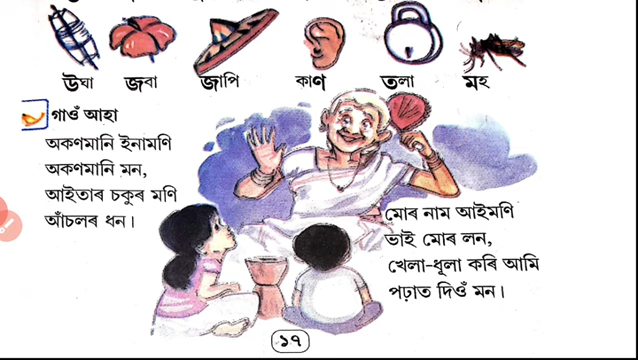 উঘা জবা জাপি কাণ তলা মহ
গাওঁ আহা
অকণমানি ইনামণি
অকণমানি মন,
আইতাৰ চকুৰ মণি
আঁচলৰ ধন।
মোৰ নাম আইমণি
ভাই মোৰ লন,
খেলা-ধূলা কৰি আমি
পঢ়াত দিওঁ মন।
১৭